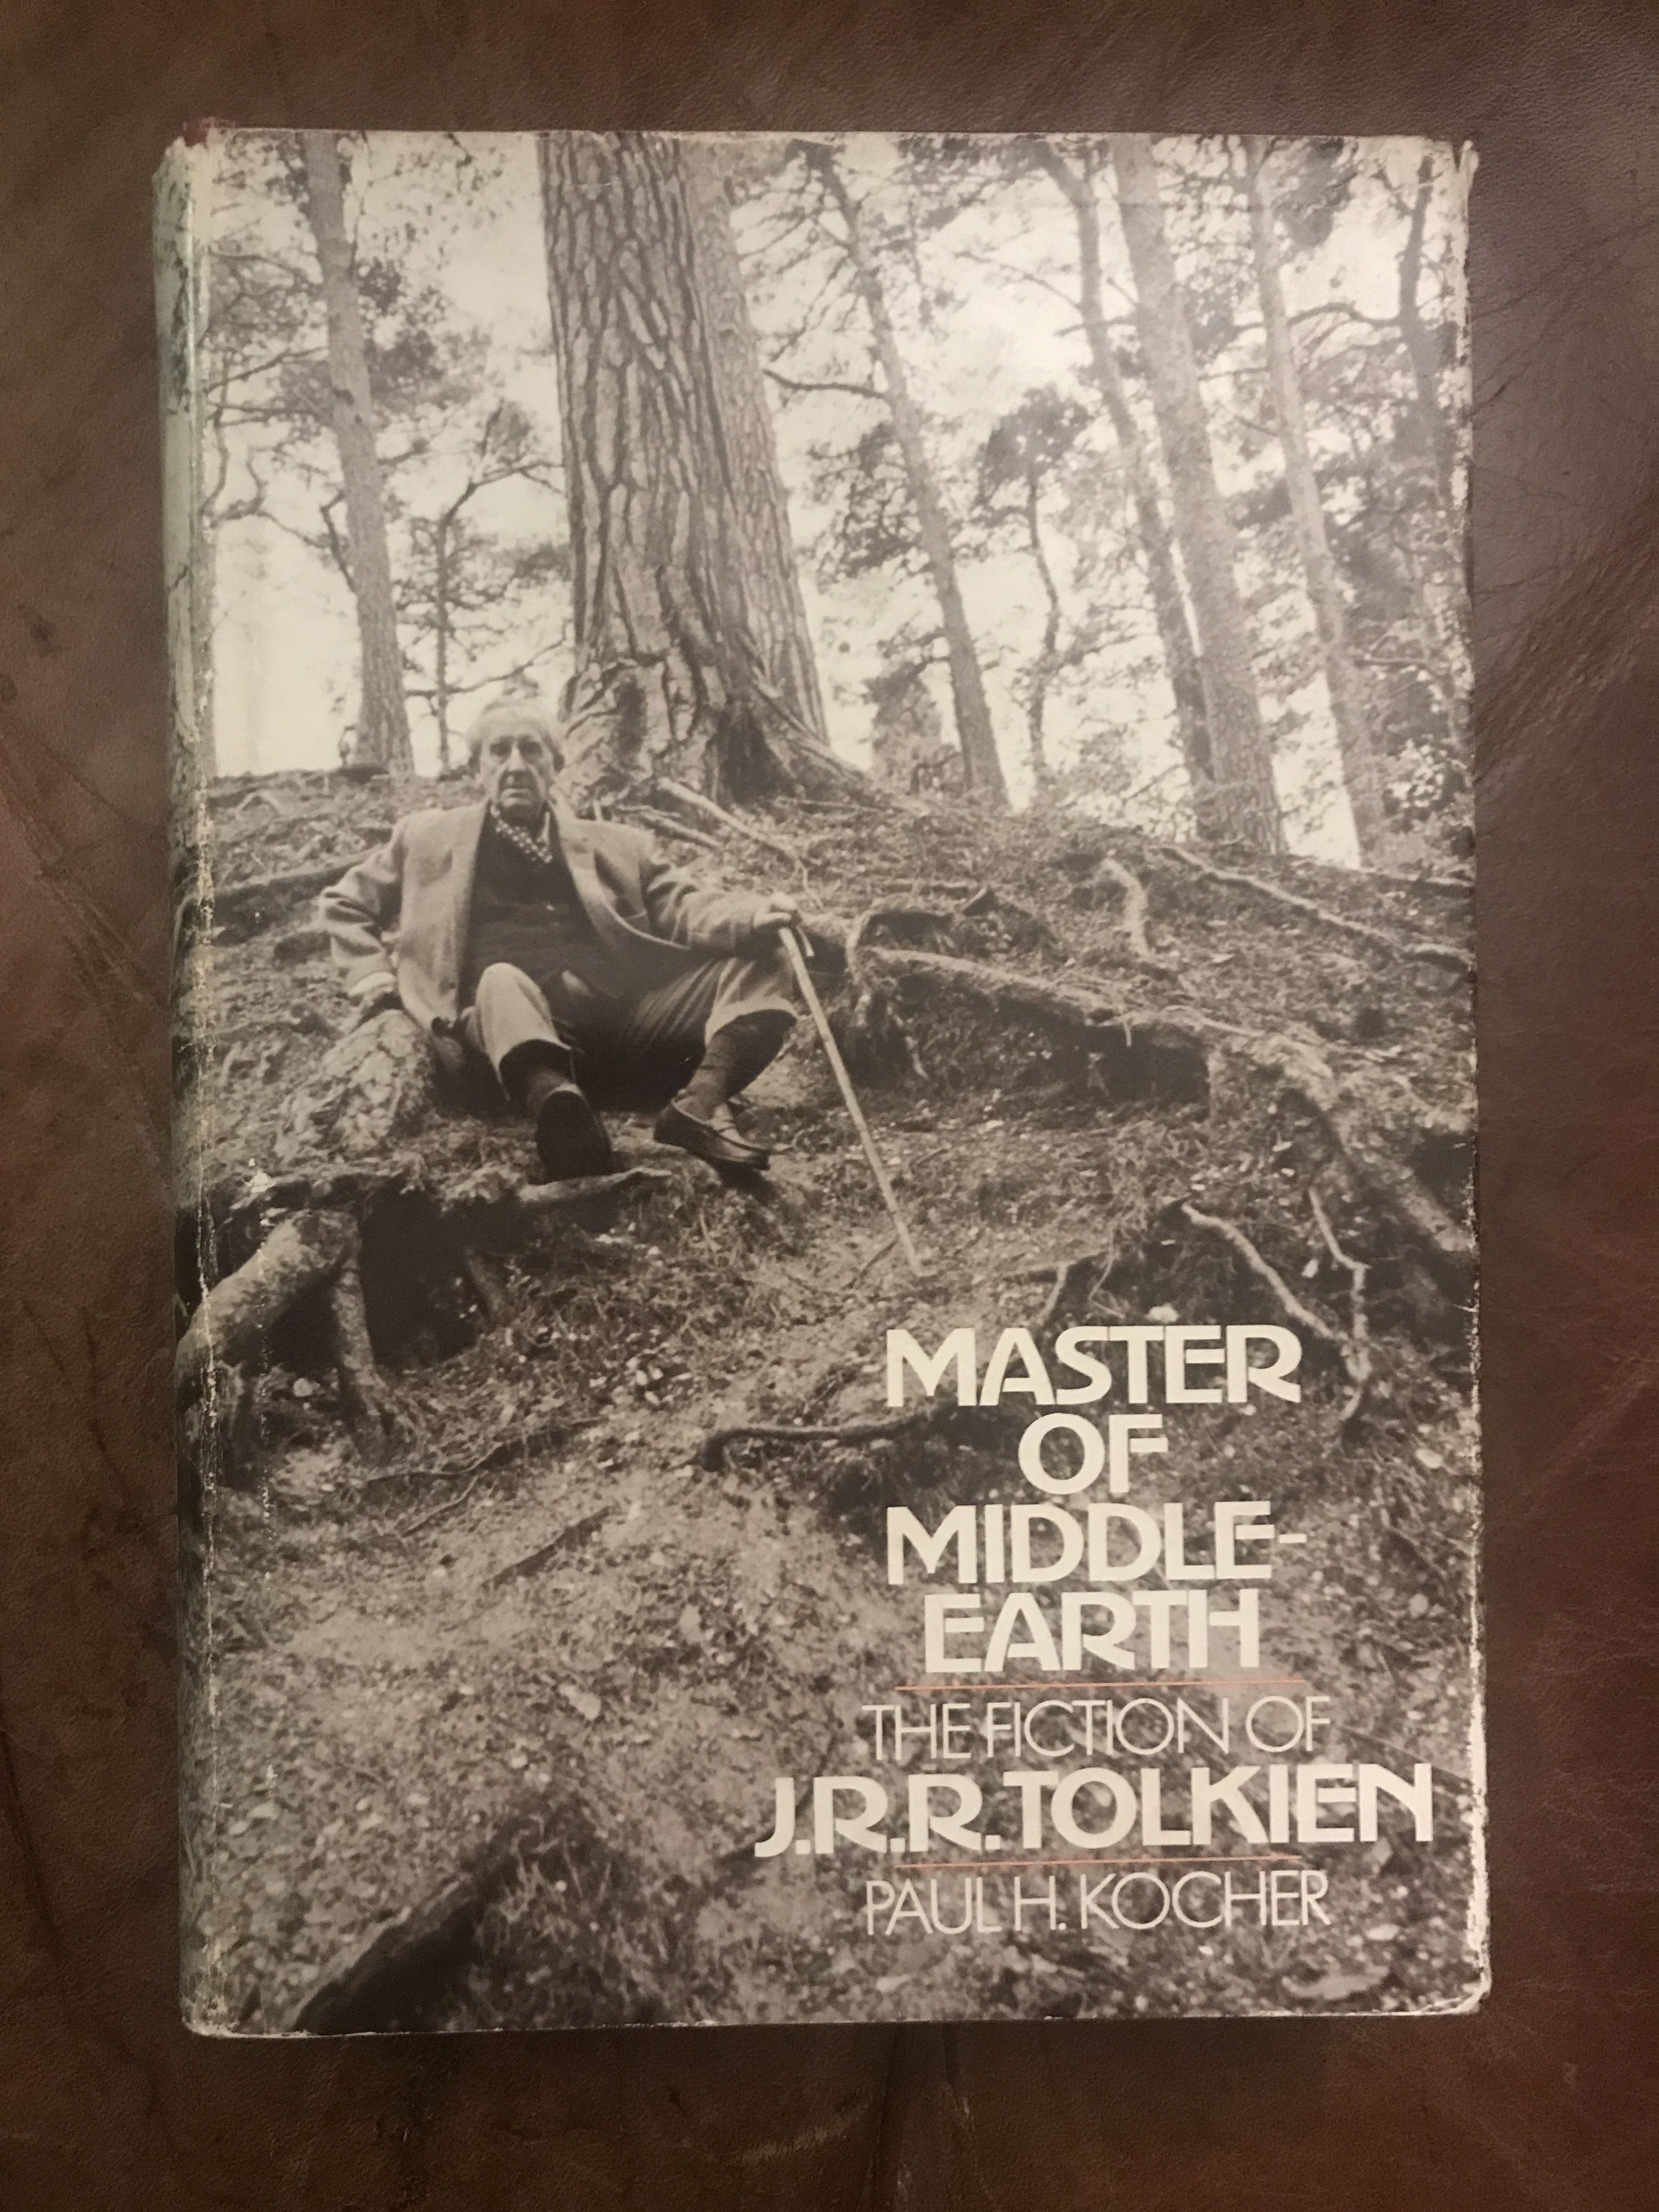 MASTER
OF
MIDDLE-
EARTH
THE FICTION OF
J.R.R. TOLKIEN
PAUL H. KOCHER